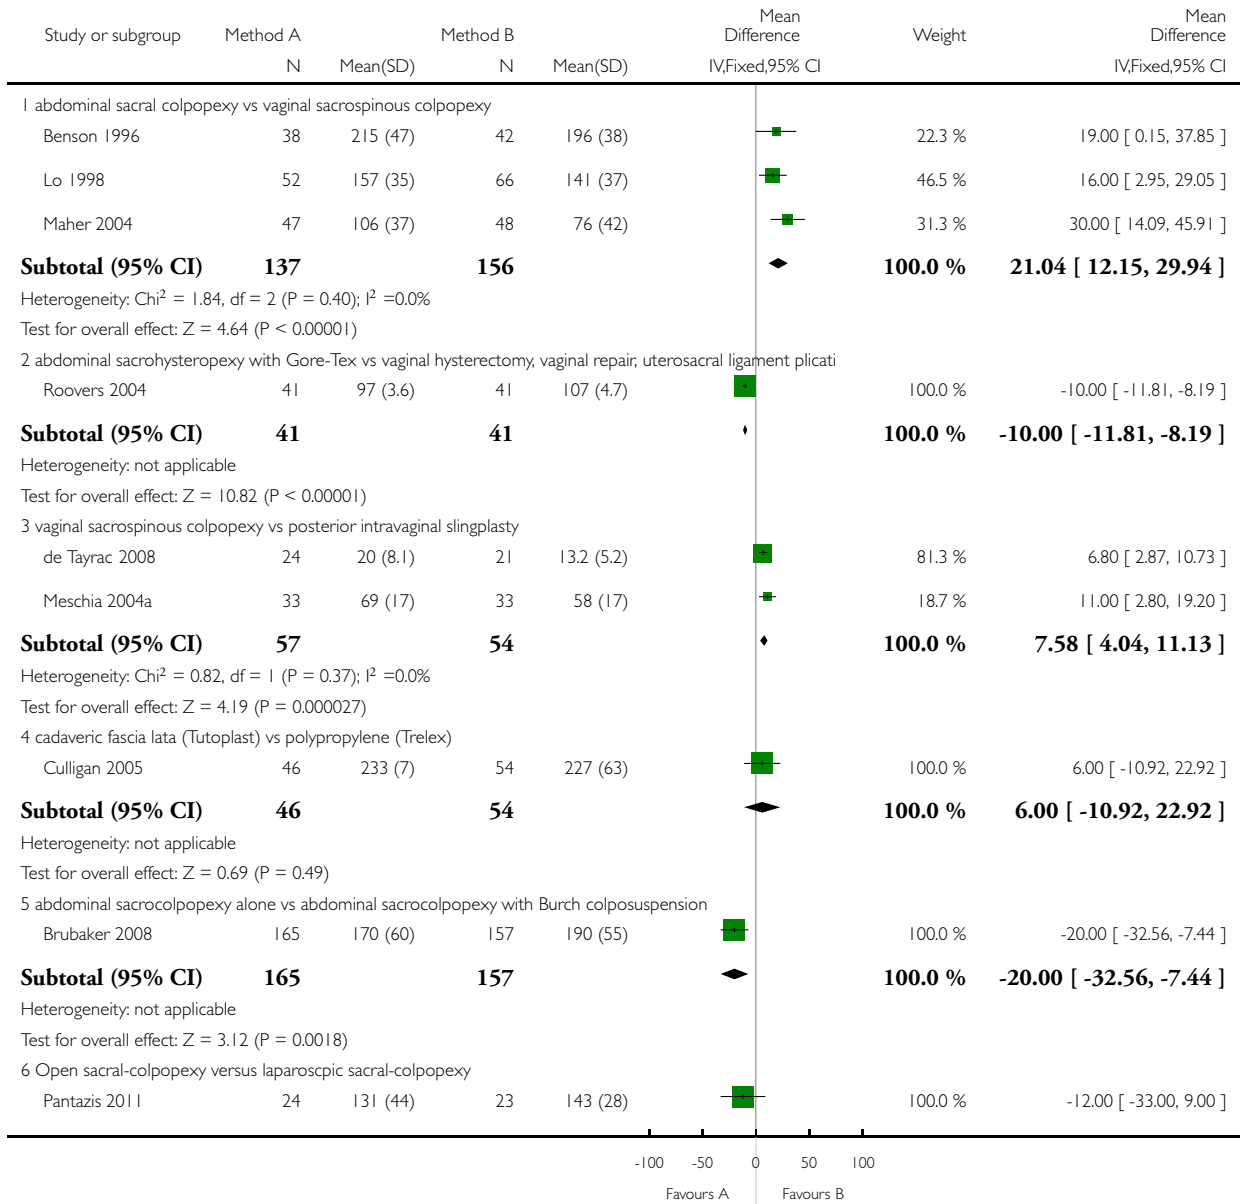 Mean Mean
Study or subgroup Method A Method B Difference Weight Difference
N Mean(SD) N Mean(SD) IV,Fixed,95% CI IV,Fixed,95% CI
1 abdominal sacral colpopexy vs vaginal sacrospinous colpopexy
Benson 1996 38 215 (47) 42 196 (38) 22.3 % 19.00 [ 0.15, 37.85 ]
Lo 1998 52 157 (35) 66 141 (37) 46.5 % 16.00 [ 2.95, 29.05 ]
Maher 2004 47 106 (37) 48 76 (42) 31.3 % 30.00 [ 14.09, 45.91 ]
Subtotal (95% CI) 137 156 100.0 % 21.04 [ 12.15, 29.94 ]
Heterogeneity: Chi² = 1.84, df = 2 (P = 0.40); I² =0.0%
Test for overall effect: Z = 4.64 (P < 0.00001)
2 abdominal sacrohysteropexy with Gore-Tex vs vaginal hysterectomy, vaginal repair, uterosacral ligament plicati
Roovers 2004 41 97 (3.6) 41 107 (4.7) 100.0 % -10.00 [ -11.81, -8.19 ]
Subtotal (95% CI) 41 41 100.0 % -10.00 [ -11.81, -8.19 ]
Heterogeneity: not applicable
Test for overall effect: Z = 10.82 (P < 0.00001)
3 vaginal sacrospinous colpopexy vs posterior intravaginal slingplasty
de Tayrac 2008 24 20 (8.1) 21 13.2 (5.2) 81.3 % 6.80 [ 2.87, 10.73 ]
Meschia 2004a 33 69 (17) 33 58 (17) 18.7 % 11.00 [ 2.80, 19.20 ]
Subtotal (95% CI) 57 54 100.0 % 7.58 [ 4.04, 11.13 ]
Heterogeneity: Chi² = 0.82, df = 1 (P = 0.37); I² =0.0%
Test for overall effect: Z = 4.19 (P = 0.000027)
4 cadaveric fascia lata (Tutoplast) vs polypropylene (Trelex)
Culligan 2005 46 233 (7) 54 227 (63) 100.0 % 6.00 [ -10.92, 22.92 ]
Subtotal (95% CI) 46 54 100.0 % 6.00 [ -10.92, 22.92 ]
Heterogeneity: not applicable
Test for overall effect: Z = 0.69 (P = 0.49)
5 abdominal sacrocolpopexy alone vs abdominal sacrocolpopexy with Burch colposuspension
Brubaker 2008 165 170 (60) 157 190 (55) 100.0 % -20.00 [ -32.56, -7.44 ]
Subtotal (95% CI) 165 157 100.0 % -20.00 [ -32.56, -7.44 ]
Heterogeneity: not applicable
Test for overall effect: Z = 3.12 (P = 0.0018)
6 Open sacral-colpopexy versus laparoscpic sacral-colpopexy
Pantazis 2011 24 131 (44) 23 143 (28) 100.0 % -12.00 [ -33.00, 9.00 ]
-100 -50 0 50 100
Favours A Favours B